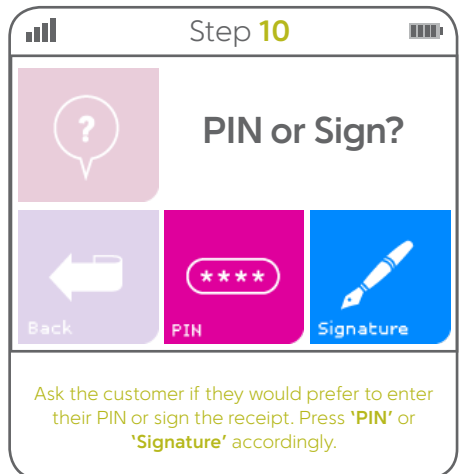 Step 10
?
PIN or Sign?
Back
****
PIN
Signature
Ask the customer if they would prefer to enter
their PIN or sign the receipt. Press ‘PIN’ or
‘Signature’ accordingly.